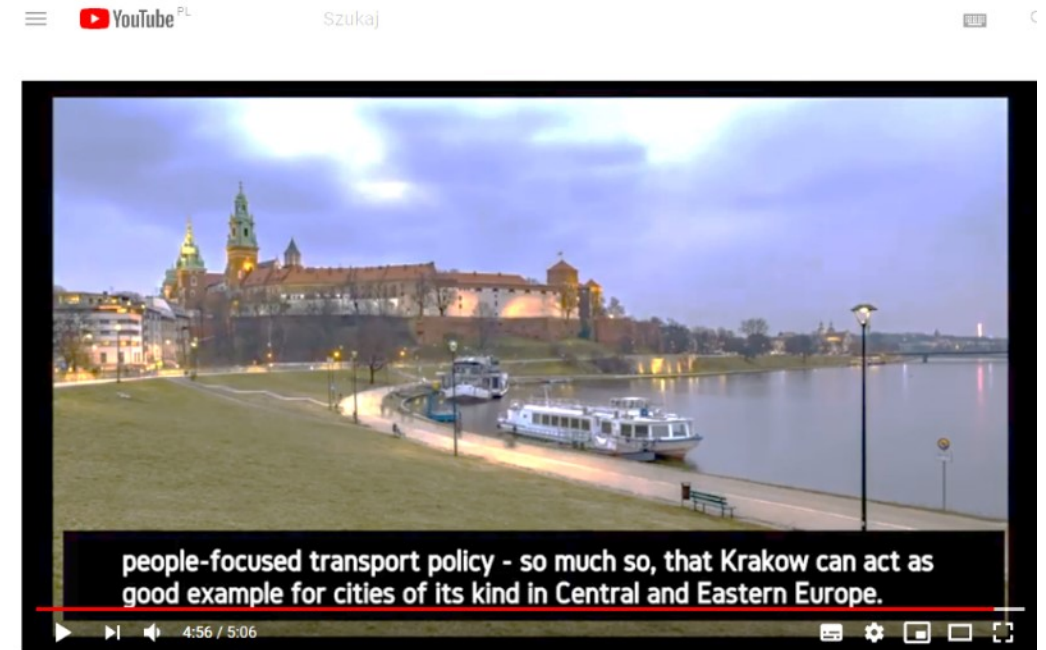 YouTube PL
Szukaj
people-focused transport policy - so much so, that Krakow can act as
good example for cities of its kind in Central and Eastern Europe.
4:56 / 5:06